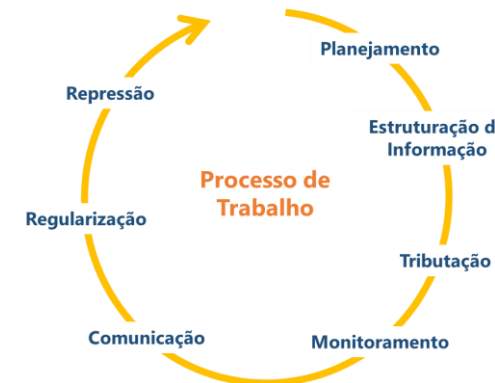 Planejamento
Estruturação d
Informação
Tributação
Monitoramento
Comunicação
Regularização
Repressão
Processo de
Trabalho